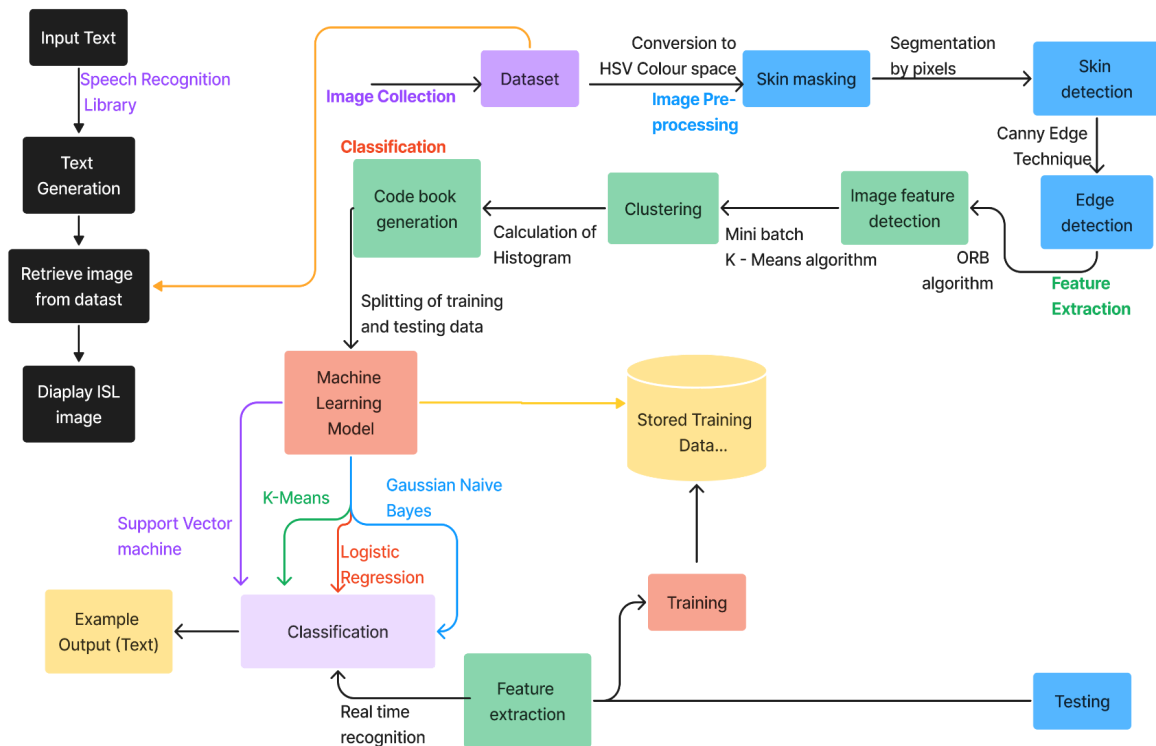 Input Text
Speech Recognition
Library
Text
Generation
Retrieve image
from datast
Diaplay ISL
image
Image Collection
Dataset
Conversion to
HSV Colour space
Image Pre-
processing
Skin masking
Segmentation
by pixels
Skin
detection
Canny Edge
Technique
Edge
detection
Feature
Extraction
ORB
algorithm
Image feature
detection
Mini batch
K - Means algorithm
Clustering
Calculation of
Histogram
Classification
Code book
generation
Splitting of training
and testing data
Machine
Learning
Model
Stored Training
Data...
Support Vector
machine
K-Means
Logistic
Regression
Gaussian Naive
Bayes
Classification
Example
Output (Text)
Real time
recognition
Feature
extraction
Training
Testing